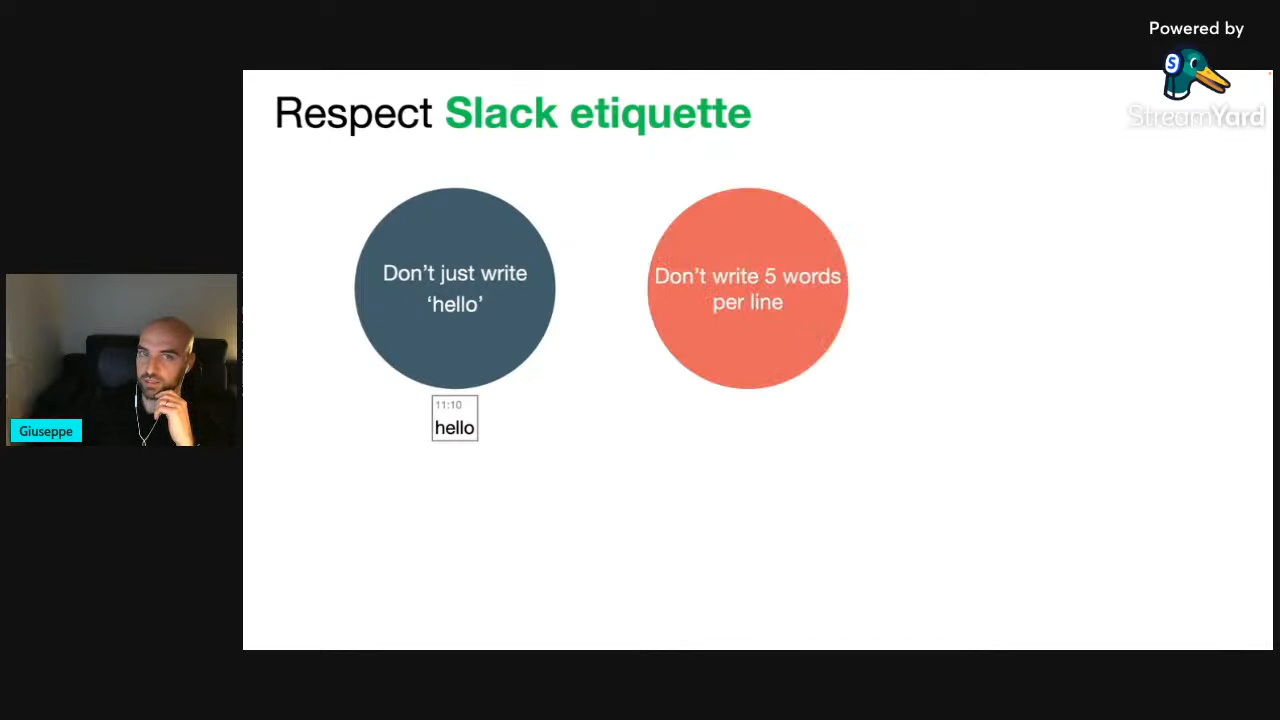 Powered by
StreamYard
Respect Slack etiquette
Don't just write
‘hello’
Don't write 5 words
per line
11:10
hello
Giuseppe